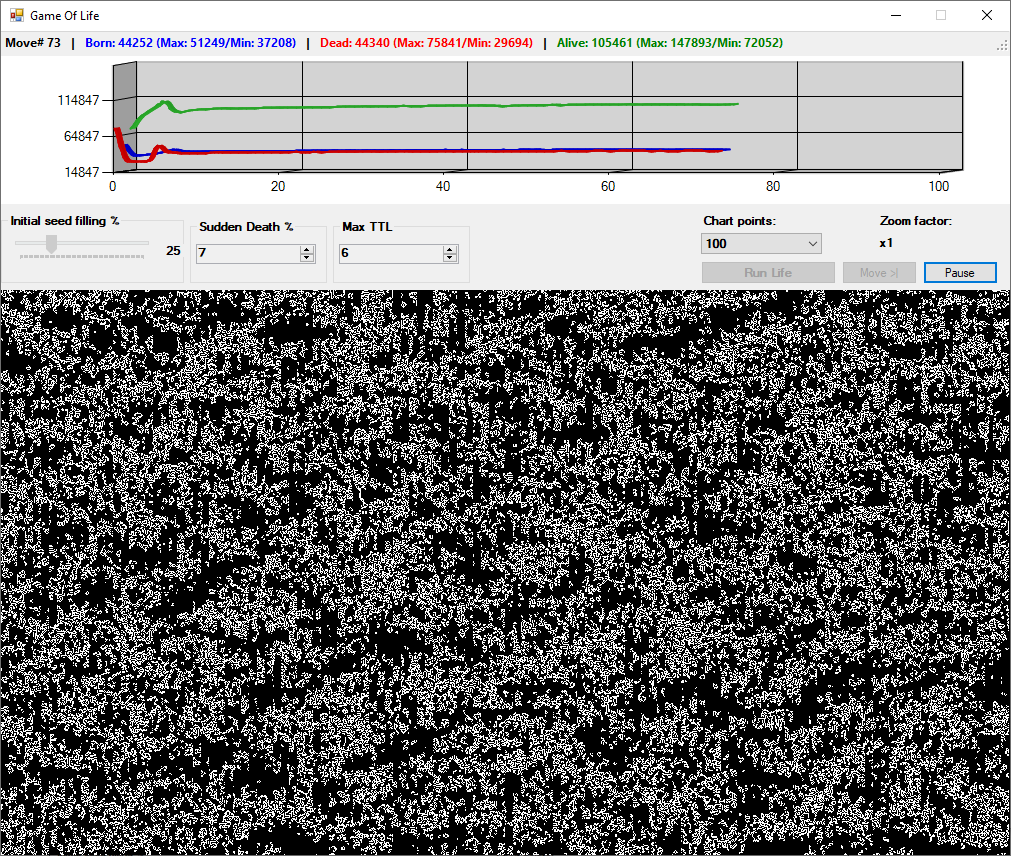 Game Of Life
Move# 73 | Born: 44252 (Max: 51249/Min: 37208) | Dead: 44340 (Max: 75841/Min: 29694) | Alive: 105461 (Max: 147893/Min: 72052)
114847
64847
14847
0 20 40 60 80 100
Initial seed filling %
25
Sudden Death %
7
Max TTL
6
Chart points:
100
Zoom factor:
x1
Run Life
Move >|
Pause